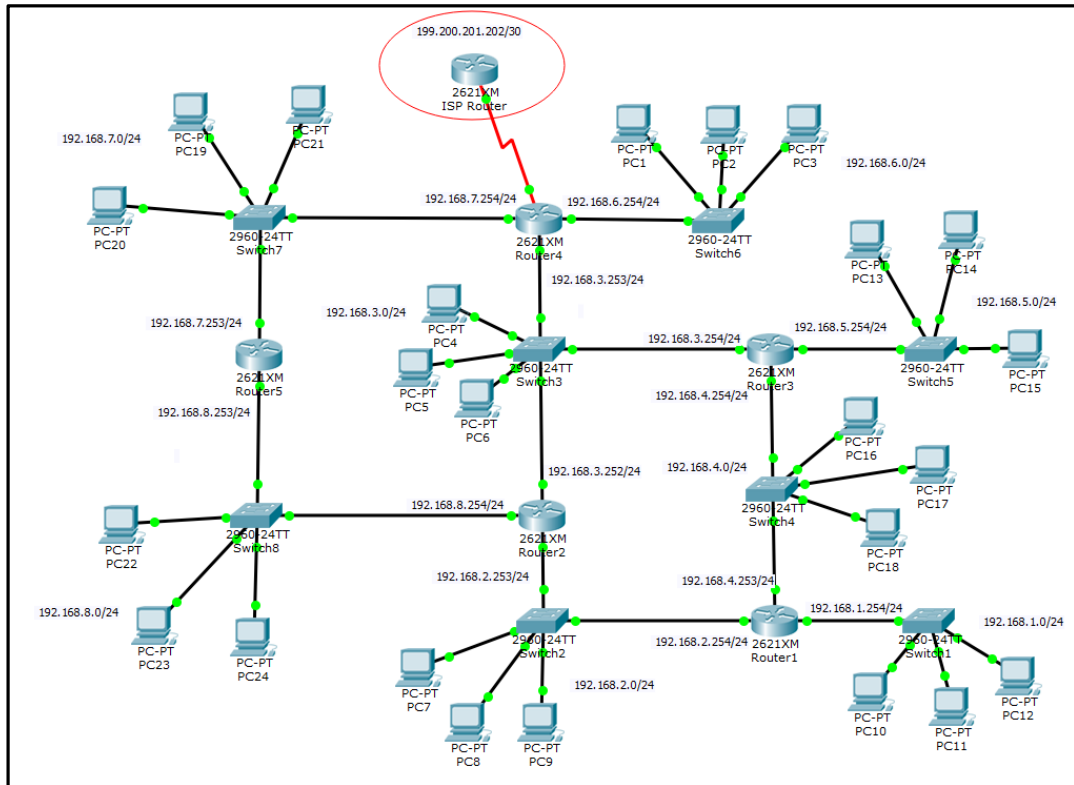 199.200.201.202/30
2621XM
ISP Router
PC-PT
PC19
PC-PT
PC21
192.168.7.0/24
PC-PT
PC20
2960-24TT
Switch7
192.168.7.254/24
192.168.6.254/24
2621XM
Router4
PC-PT
PC1
PC-PT
PC2
PC-PT
PC3
192.168.6.0/24
2960-24TT
Switch6
PC-PT
PC13
PC-PT
PC14
192.168.5.0/24
192.168.3.253/24
192.168.3.0/24
PC-PT
PC4
192.168.7.253/24
2621XM
Router5
PC-PT
PC5
PC-PT
PC6
2960-24TT
Switch3
192.168.3.254/24
2621XM
Router3
192.168.5.254/24
2960-24TT
Switch5
PC-PT
PC15
192.168.8.253/24
192.168.4.254/24
PC-PT
PC16
192.168.3.252/24
192.168.4.0/24
PC-PT
PC17
2960-24TT
Switch4
PC-PT
PC18
192.168.8.254/24
2960-24TT
Switch8
2621XM
Router2
PC-PT
PC22
192.168.2.253/24
192.168.4.253/24
192.168.8.0/24
PC-PT
PC23
PC-PT
PC24
2960-24TT
Switch2
192.168.2.254/24
2621XM
Router1
192.168.1.254/24
2960-24TT
Switch1
192.168.1.0/24
PC-PT
PC7
192.168.2.0/24
PC-PT
PC8
PC-PT
PC9
PC-PT
PC10
PC-PT
PC11
PC-PT
PC12